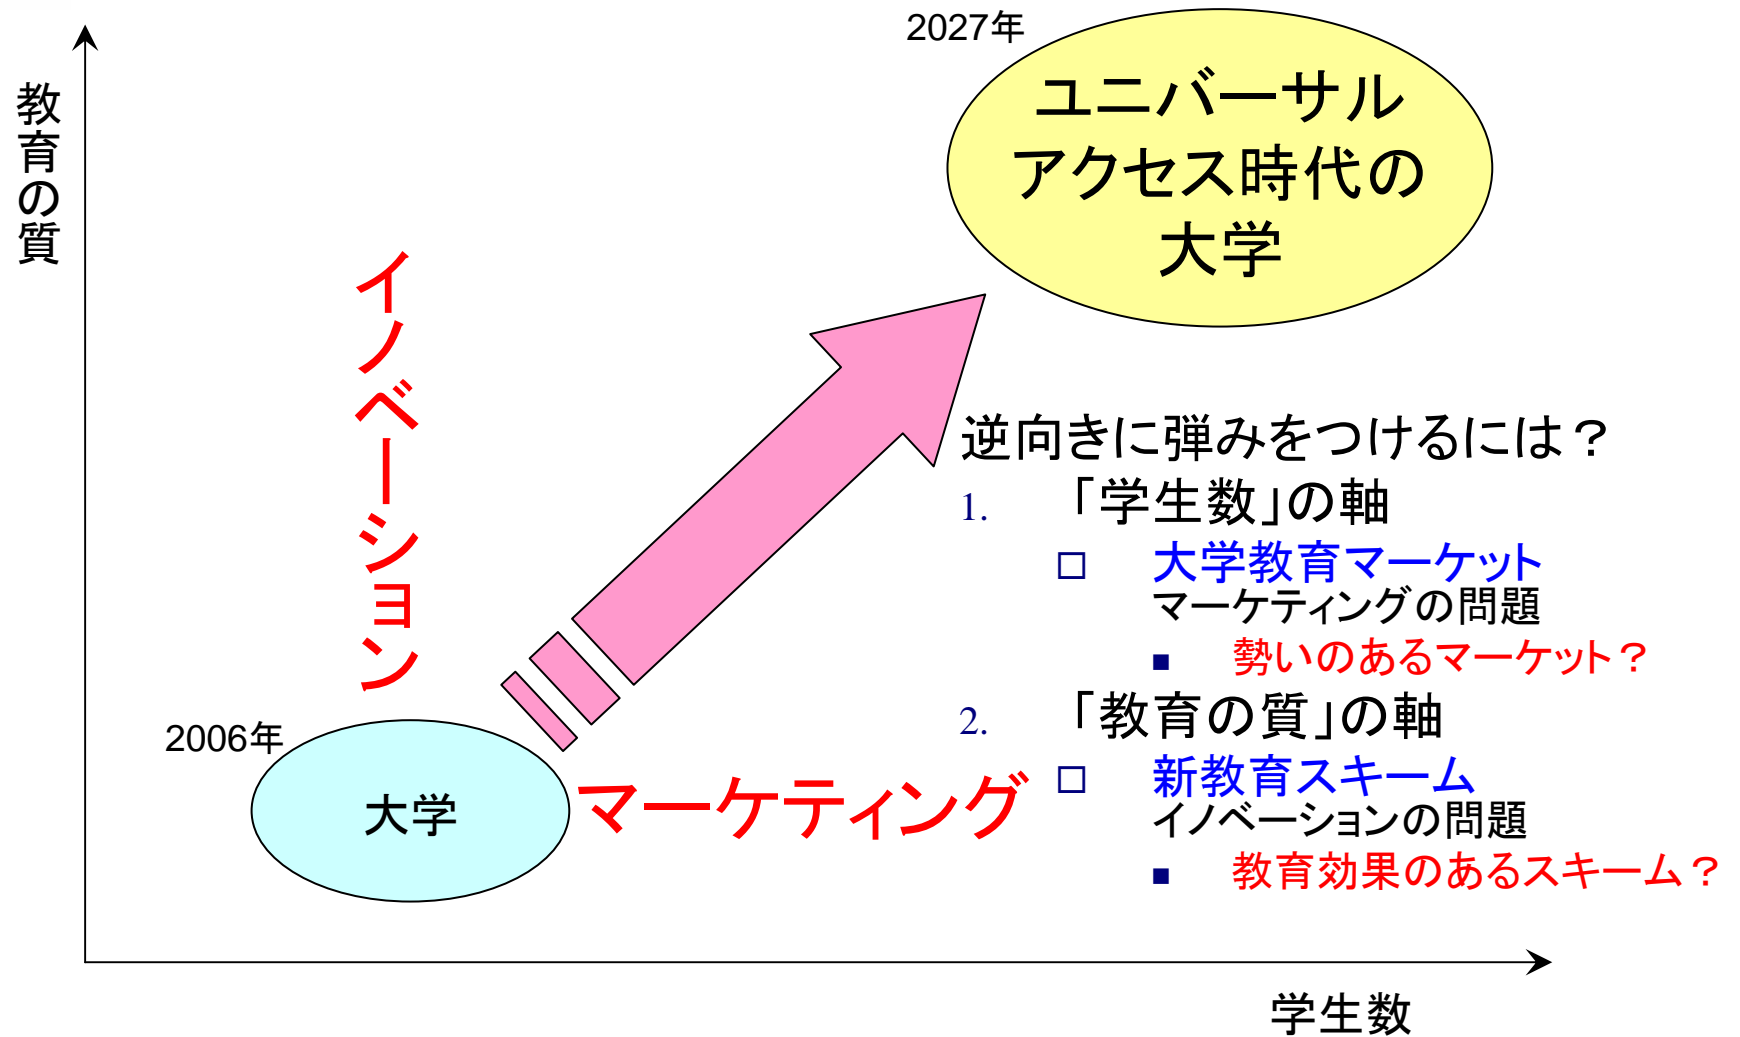 2027年
ユニバーサル
アクセス時代の
大学
教育の質
イノベーション
2006年
大学
マーケティング
逆向きに弾みをつけるには？
1. 「学生数」の軸
□ 大学教育マーケット
マーケティングの問題
■ 勢いのあるマーケット？
2. 「教育の質」の軸
□ 新教育スキーム
イノベーションの問題
■ 教育効果のあるスキーム？
学生数